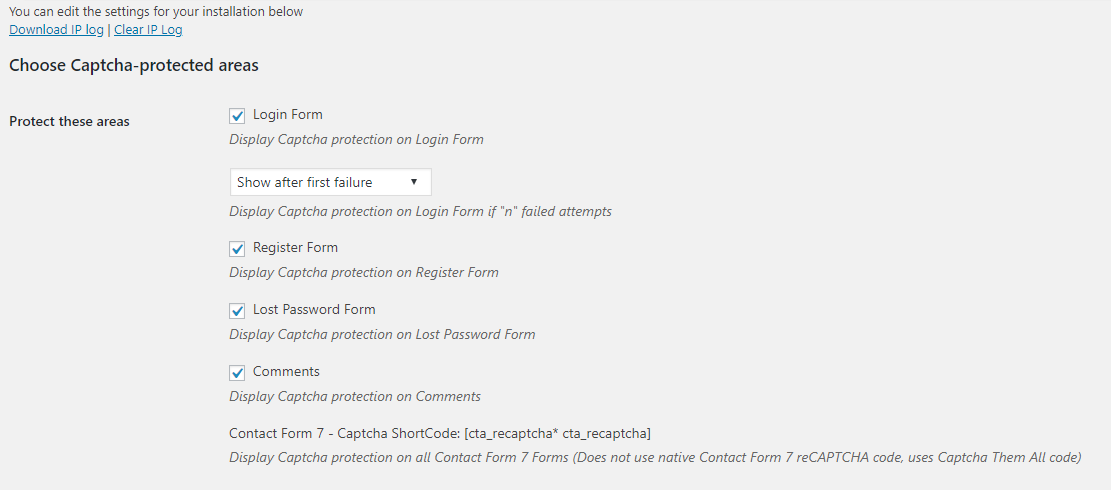 You can edit the settings for your installation below
Download IP log | Clear IP Log
Choose Captcha-protected areas
Protect these areas
Login Form
Display Captcha protection on Login Form
Show after first failure
Display Captcha protection on Login Form if "n" failed attempts
Register Form
Display Captcha protection on Register Form
Lost Password Form
Display Captcha protection on Lost Password Form
Comments
Display Captcha protection on Comments
Contact Form 7 - Captcha ShortCode: [cta_recaptcha* cta_recaptcha]
Display Captcha protection on all Contact Form 7 Forms (Does not use native Contact Form 7 reCAPTCHA code, uses Captcha Them All code)